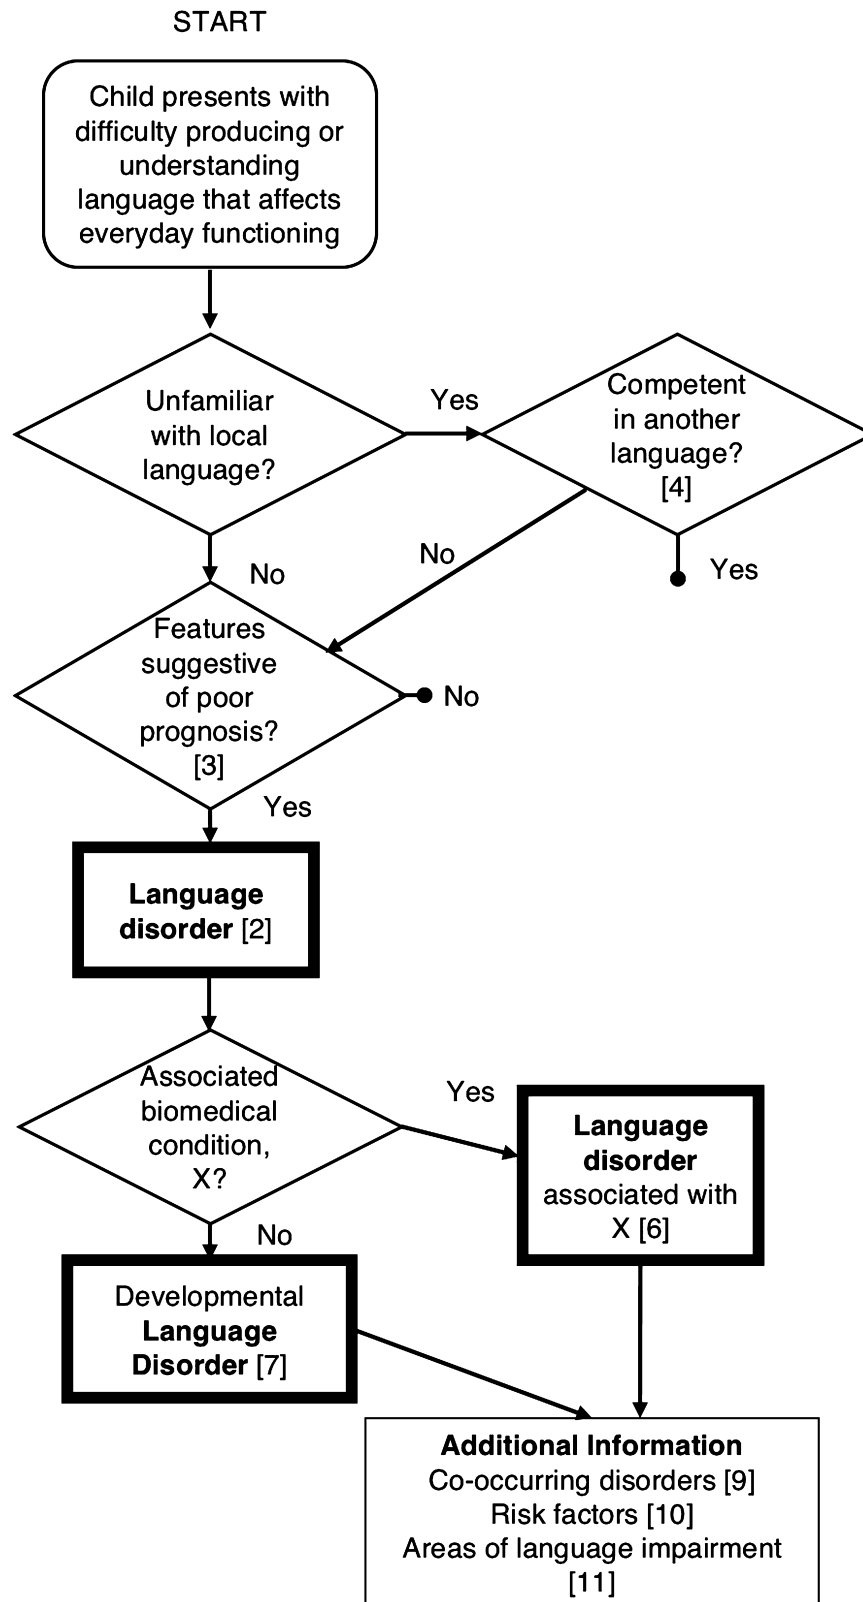 START
Child presents with
difficulty producing or
understanding
language that affects
everyday functioning
Unfamiliar
with local
language?
Yes
Competent
in another
language?
[4]
No
No
Yes
Features
suggestive
of poor
prognosis?
[3]
No
Yes
Language
disorder [2]
Associated
biomedical
condition,
X?
Yes
Language
disorder
associated with
X [6]
No
Developmental
Language
Disorder [7]
Additional Information
Co-occurring disorders [9]
Risk factors [10]
Areas of language impairment
[11]